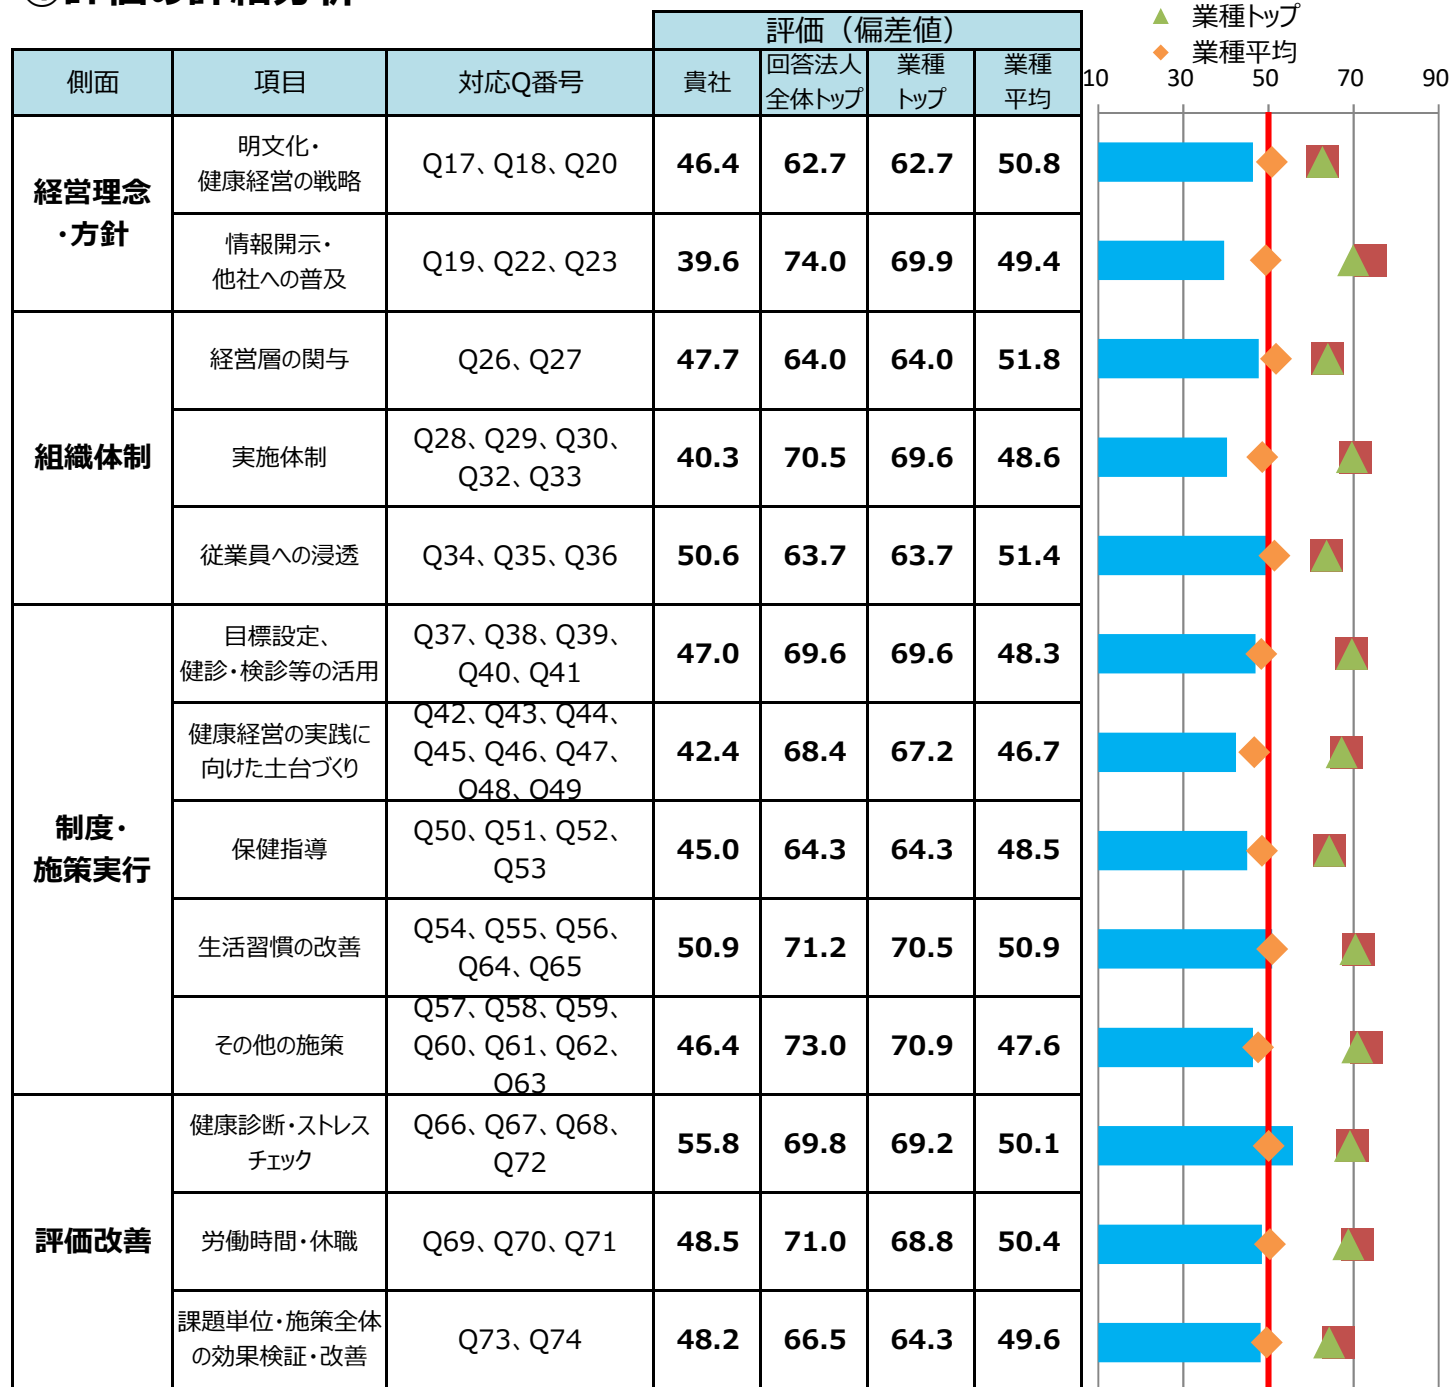 ①評価の詳細分析
▲ 業種トップ
◆ 業種平均
評価（偏差値）
側面 項目 対応Q番号 貴社 回答法人 業種 業種
全体トップ トップ 平均
10 30 50 70 90
経営理念
・方針
明文化・
健康経営の戦略
Q17、Q18、Q20 46.4 62.7 62.7 50.8
情報開示・
他社への普及
Q19、Q22、Q23 39.6 74.0 69.9 49.4
組織体制
経営層の関与 Q26、Q27 47.7 64.0 64.0 51.8
実施体制
Q28、Q29、Q30、
Q32、Q33
40.3 70.5 69.6 48.6
従業員への浸透 Q34、Q35、Q36 50.6 63.7 63.7 51.4
制度・
施策実行
目標設定、
健診・検診等の活用
Q37、Q38、Q39、
Q40、Q41
47.0 69.6 69.6 48.3
健康経営の実践に
向けた土台づくり
Q42、Q43、Q44、
Q45、Q46、Q47、
Q48、Q49
42.4 68.4 67.2 46.7
保健指導
Q50、Q51、Q52、
Q53
45.0 64.3 64.3 48.5
生活習慣の改善
Q54、Q55、Q56、
Q64、Q65
50.9 71.2 70.5 50.9
その他の施策
Q57、Q58、Q59、
Q60、Q61、Q62、
Q63
46.4 73.0 70.9 47.6
評価改善
健康診断・ストレス
チェック
Q66、Q67、Q68、
Q72
55.8 69.8 69.2 50.1
労働時間・休職 Q69、Q70、Q71 48.5 71.0 68.8 50.4
課題単位・施策全体
の効果検証・改善
Q73、Q74 48.2 66.5 64.3 49.6